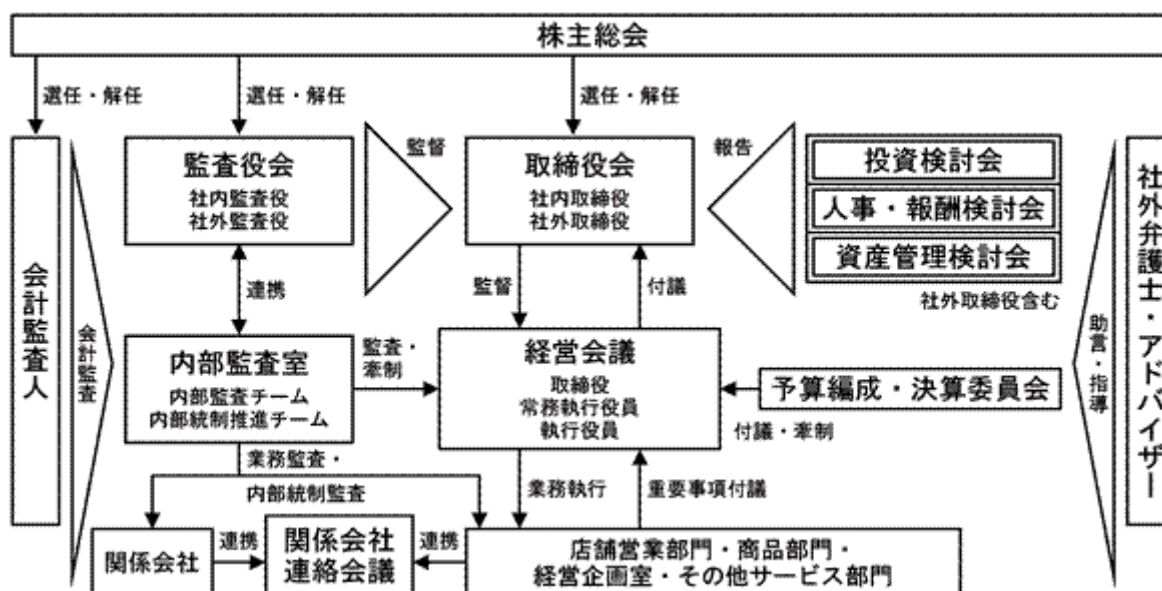 株主総会
選任・解任
選任・解任
選任・解任
会計監査人
会計監査
監査役会
社内監査役
社外監査役
監督
取締役会
社内取締役
社外取締役
報告
投資検討会
人事・報酬検討会
資産管理検討会
社外取締役含む
社外弁護士・アドバイザー
助言・指導
連携
監督
付議
内部監査室
内部監査チーム
内部統制推進チーム
監査・
牽制
経営会議
取締役
常務執行役員
執行役員
予算編成・決算委員会
付議・牽制
業務監査・
内部統制監査
業務執行
重要事項付議
関係会社
連携
関係会社
連絡会議
連携
店舗営業部門・商品部門・
経営企画室・その他サービス部門